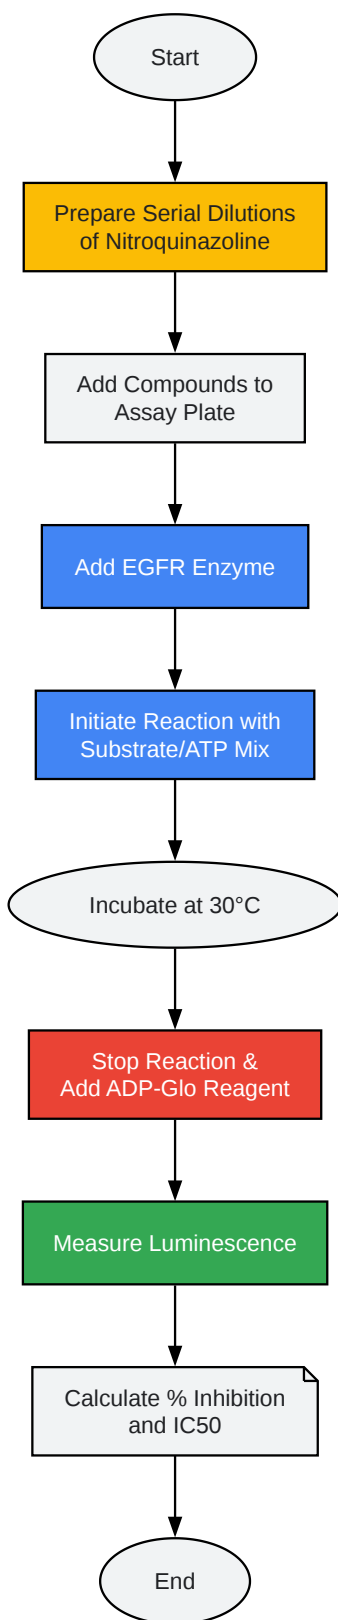 Start
Prepare Serial Dilutions
of Nitroquinazoline
Add Compounds to
Assay Plate
Add EGFR Enzyme
Initiate Reaction with
Substrate/ATP Mix
Incubate at 30°C
Stop Reaction &
Add ADP-Glo Reagent
Measure Luminescence
Calculate % Inhibition
and IC50
End